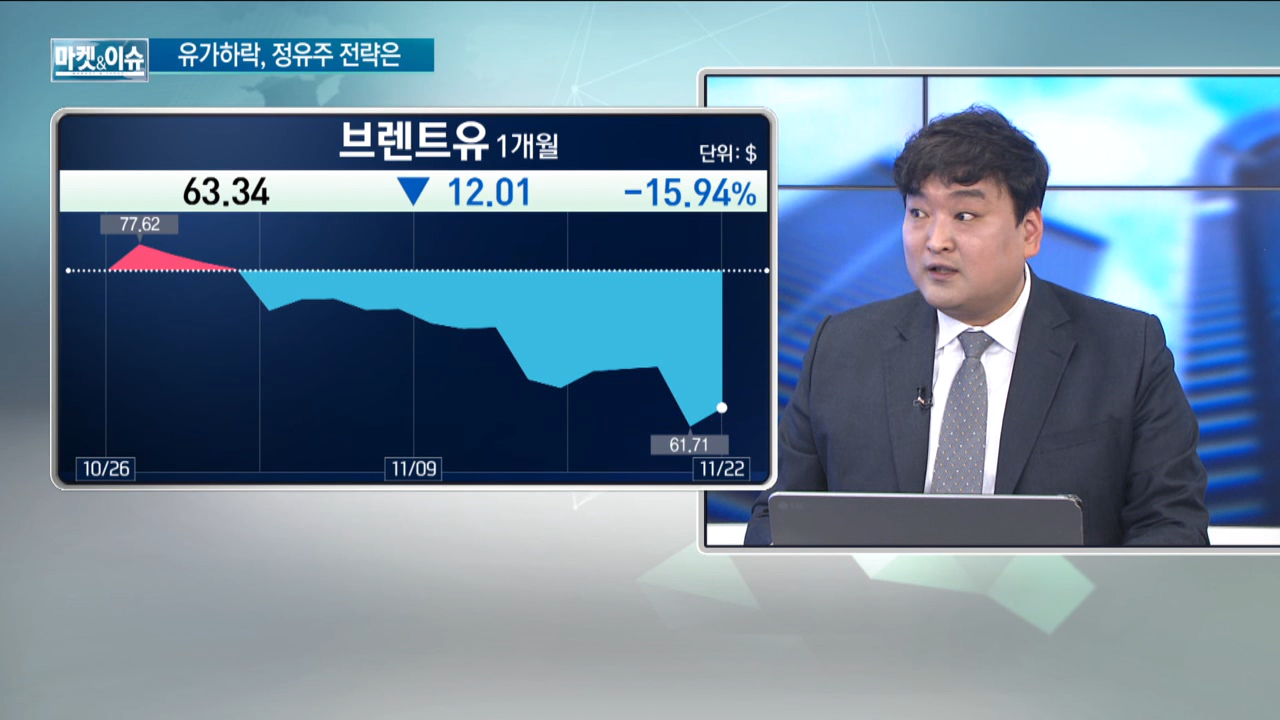 마켓&이슈
유가하락, 정유주 전략은
브렌트유 1개월
단위: $
63.34 ▼ 12.01 -15.94%
77.62
61.71
10/26 11/09 11/22